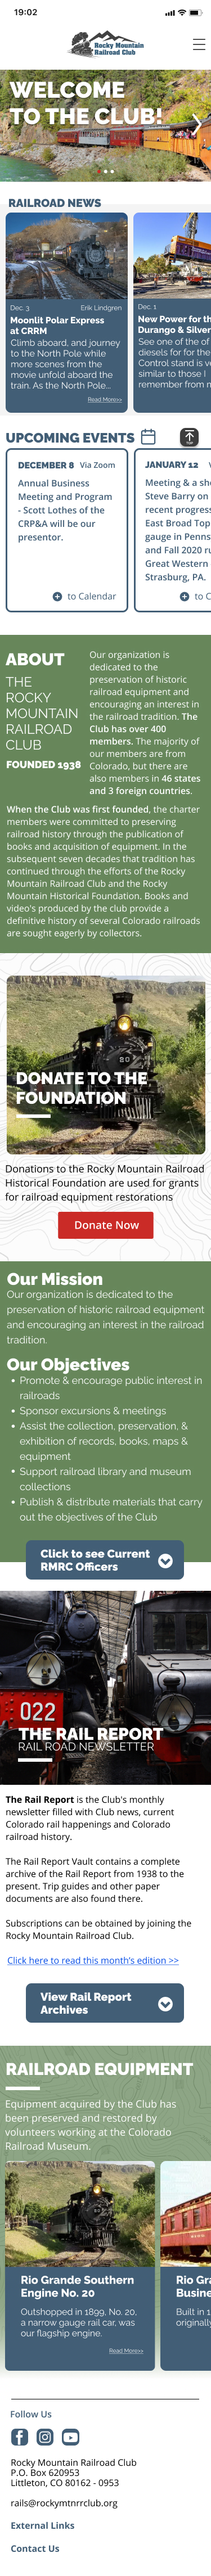 19:02
Rocky Mountain
Railroad Club
WELCOME
TO THE CLUB!
RAILROAD NEWS
Dec. 3 Erik Lindgren
Moonlit Polar Express
at CRRM
Climb aboard, and journey
to the North Pole while
more scenes from the
movie unfold aboard the
train. As the North Pole...
Read More>>
Dec. 1
New Power for th
Durango & Silver
See one of the of
diesels for for the
Control stand is v
similar to those I
remember from m
UPCOMING EVENTS
DECEMBER 8 Via Zoom
Annual Business
Meeting and Program
- Scott Lothes of the
CRP&A will be our
presentor.
to Calendar
JANUARY 12
Meeting & a sh
Steve Barry on
recent progress
East Broad Top
gauge in Penns
and Fall 2020 ru
Great Western
Strasburg, PA.
to C
ABOUT
THE
ROCKY
MOUNTAIN
RAILROAD
CLUB
FOUNDED 1938
Our organization is
dedicated to the
preservation of historic
railroad equipment and
encouraging an interest in
the railroad tradition. The
Club has over 400
members. The majority of
our members are from
Colorado, but there are
also members in 46 states
and 3 foreign countries.
When the Club was first founded, the charter
members were committed to preserving
railroad history through the publication of
books and acquisition of equipment. In the
subsequent seven decades that tradition has
continued through the efforts of the Rocky
Mountain Railroad Club and the Rocky
Mountain Historical Foundation. Books and
video's produced by the club provide a
definitive history of several Colorado railroads
are sought eagerly by collectors.
20
DONATE TO THE
FOUNDATION
Donations to the Rocky Mountain Railroad
Historical Foundation are used for grants
for railroad equipment restorations
Donate Now
Our Mission
Our organization is dedicated to the
preservation of historic railroad equipment
and encouraging an interest in the railroad
tradition.
Our Objectives
• Promote & encourage public interest in
railroads
• Sponsor excursions & meetings
• Assist the collection, preservation, &
exhibition of records, books, maps &
equipment
• Support railroad library and museum
collections
• Publish & distribute materials that carry
out the objectives of the Club
Click to see Current
RMRC Officers
022
THE RAIL REPORT
RAIL ROAD NEWSLETTER
The Rail Report is the Club's monthly
newsletter filled with Club news, current
Colorado rail happenings and Colorado
railroad history.
The Rail Report Vault contains a complete
archive of the Rail Report from 1938 to the
present. Trip guides and other paper
documents are also found there.
Subscriptions can be obtained by joining the
Rocky Mountain Railroad Club.
Click here to read this month's edition >>
View Rail Report
Archives
RAILROAD EQUIPMENT
Equipment acquired by the Club has
been preserved and restored by
volunteers working at the Colorado
Railroad Museum.
Rio Grande Southern
Engine No. 20
Outshopped in 1899, No. 20,
a narrow gauge rail car, was
our flagship engine.
Read More>>
Rio Gra
Busine
Built in 1
originally
Follow Us
Rocky Mountain Railroad Club
P.O. Box 620953
Littleton, CO 80162 - 0953
rails@rockymtnrrclub.org
External Links
Contact Us